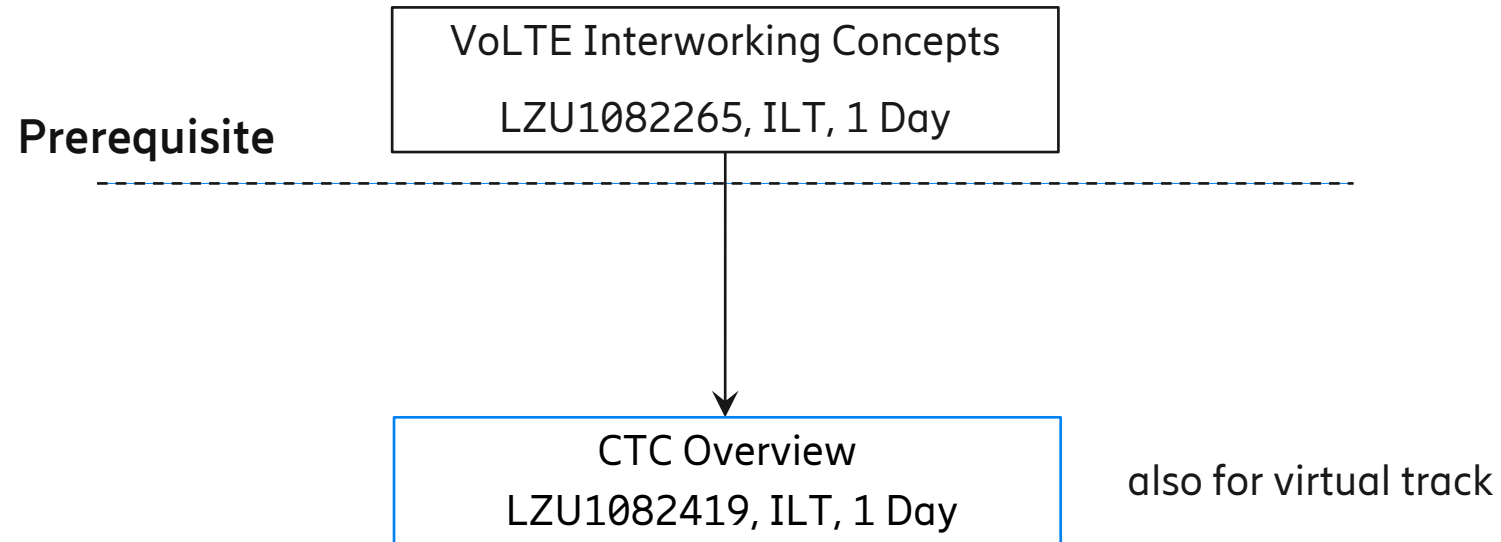 VoLTE Interworking Concepts
LZU1082265, ILT, 1 Day
Prerequisite
CTC Overview
LZU1082419, ILT, 1 Day
also for virtual track